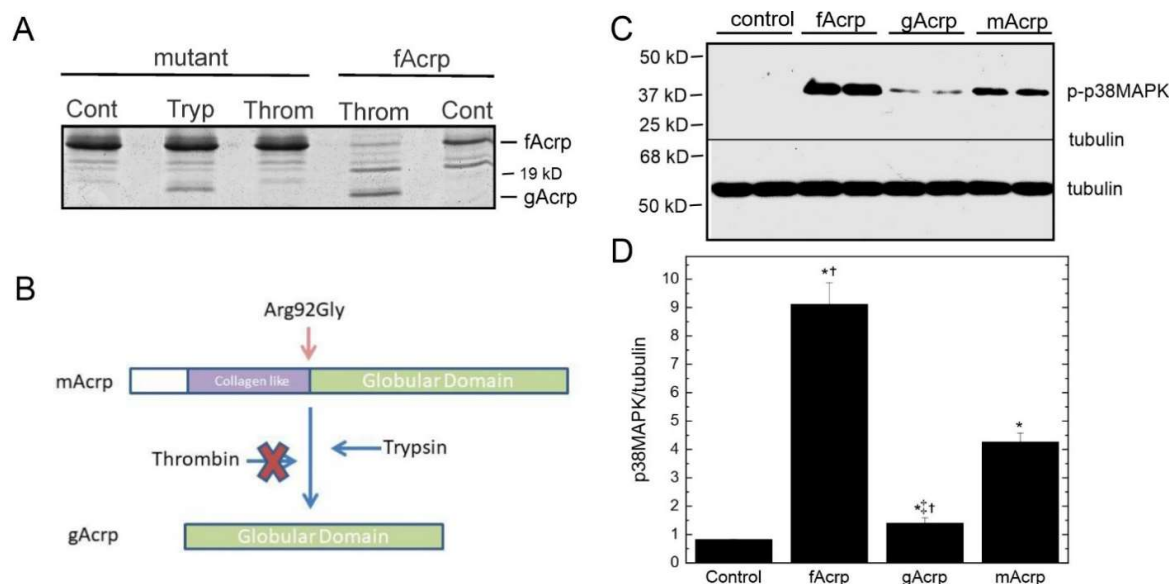 A
mutant
fAcrp
Cont
Tryp
Throm
Throm
Cont
fAcrp
19 kD
gAcrp
B
Arg92Gly
mAcrp
Collagen like
Globular Domain
Thrombin
Trypsin
gAcrp
Globular Domain
C
control
fAcrp
gAcrp
mAcrp
50 kD
37 kD
25 kD
68 kD
50 kD
p-p38MAPK
tubulin
tubulin
D
p38MAPK/tubulin
10
9
8
7
6
5
4
3
2
1
0
*†
*‡†
*
Control
fAcrp
gAcrp
mAcrp